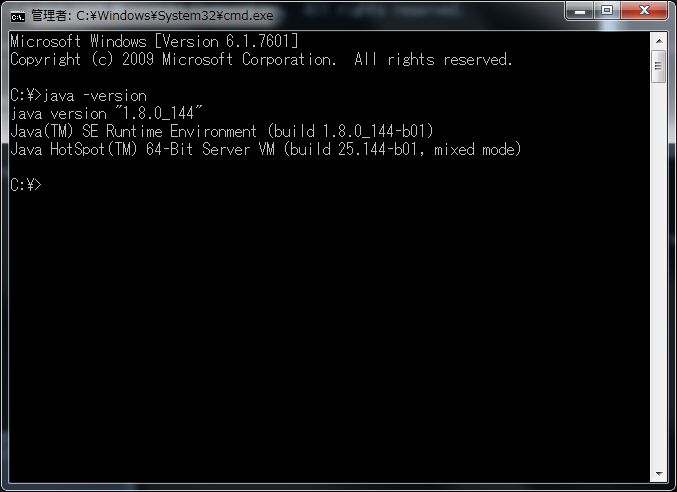 管理者: C:¥Windows¥System32¥cmd.exe
Microsoft Windows [Version 6.1.7601]
Copyright (c) 2009 Microsoft Corporation.  All rights reserved.
C:¥>java -version
java version "1.8.0_144"
Java(TM) SE Runtime Environment (build 1.8.0_144-b01)
Java HotSpot(TM) 64-Bit Server VM (build 25.144-b01, mixed mode)
C:¥>